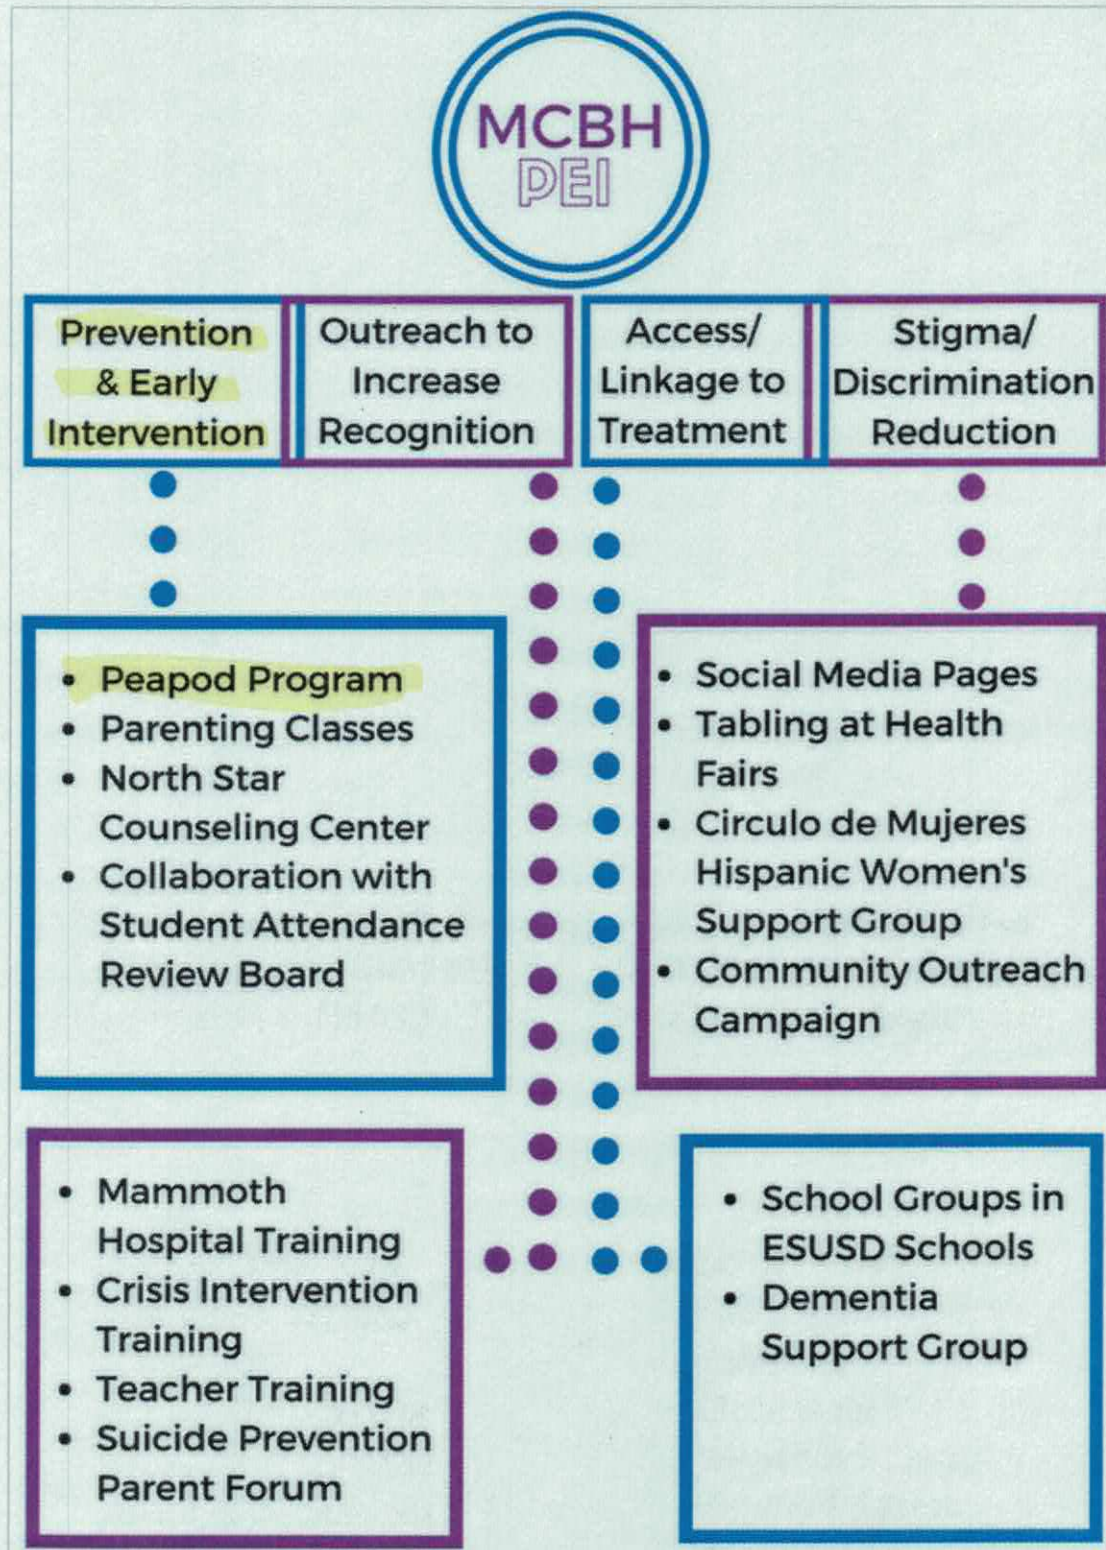 MCBH
PEI
Prevention
& Early
Intervention
Outreach to
Increase
Recognition
Access/
Linkage to
Treatment
Stigma/
Discrimination
Reduction
• Peapod Program
• Parenting Classes
• North Star
Counseling Center
• Collaboration with
Student Attendance
Review Board
• Social Media Pages
• Tabling at Health
Fairs
• Circulo de Mujeres
Hispanic Women's
Support Group
• Community Outreach
Campaign
• Mammoth
Hospital Training
• Crisis Intervention
Training
• Teacher Training
• Suicide Prevention
Parent Forum
• School Groups in
ESUSD Schools
• Dementia
Support Group